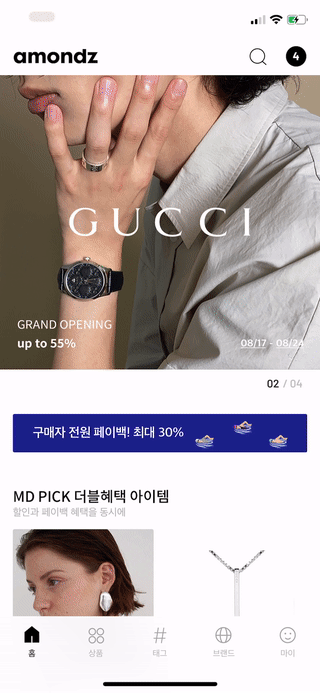 amondz
4
GUCCI
GRAND OPENING
up to 55%
08/17 - 08/24
02 / 04
구매자 전원 페이백! 최대 30%
MD PICK 더블혜택 아이템
할인과 페이백 혜택을 동시에
홈
상품
태그
브랜드
마이